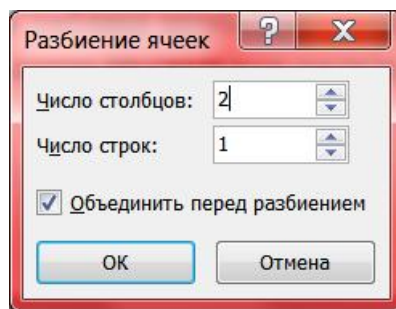 Разбиение ячеек
Число столбцов: 2
Число строк: 1
Объединить перед разбиением
ОК
Отмена